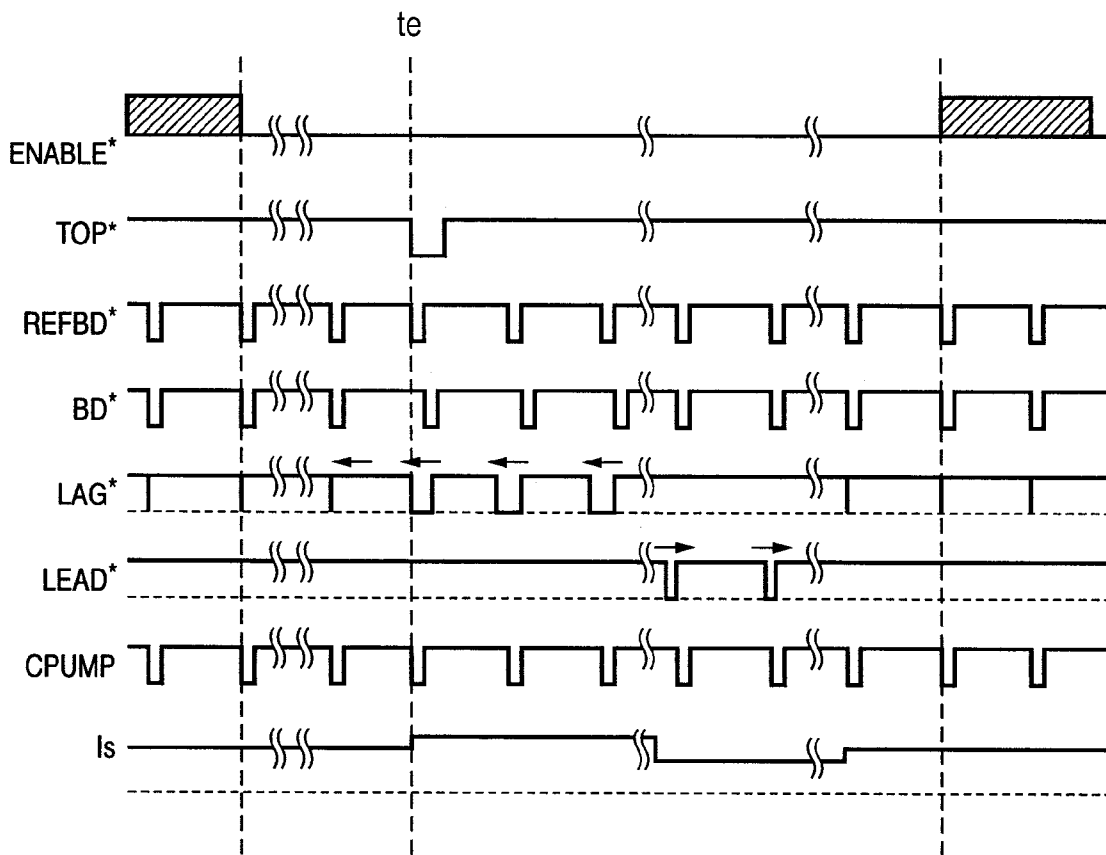 te
ENABLE*
TOP*
REFBD*
BD*
LAG*
LEAD*
CPUMP
Is